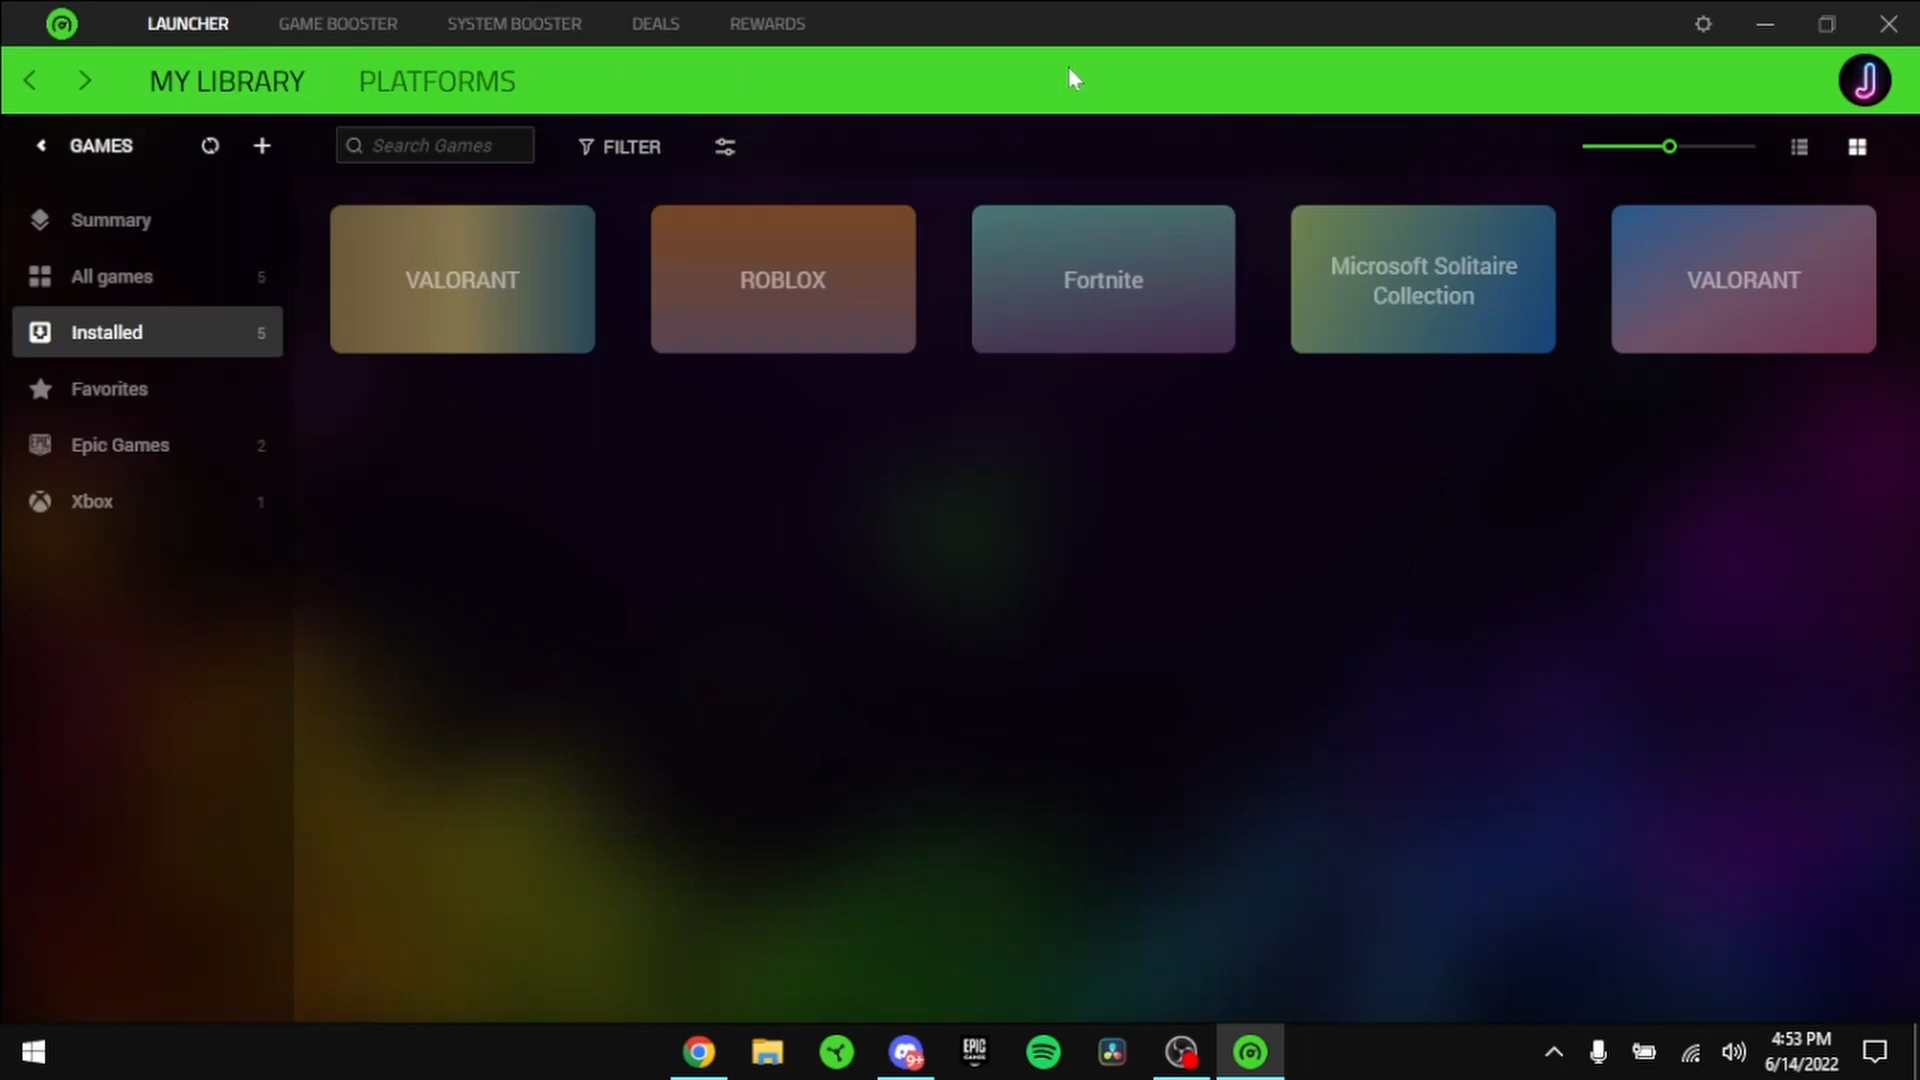 LAUNCHER GAME BOOSTER SYSTEM BOOSTER DEALS REWARDS
MY LIBRARY PLATFORMS
GAMES Search Games FILTER
Summary
All games 5
Installed 5
Favorites
Epic Games 2
Xbox 1
VALORANT
ROBLOX
Fortnite
Microsoft Solitaire
Collection
VALORANT
9+
EPIC
GAMES
4:53 PM
6/14/2022